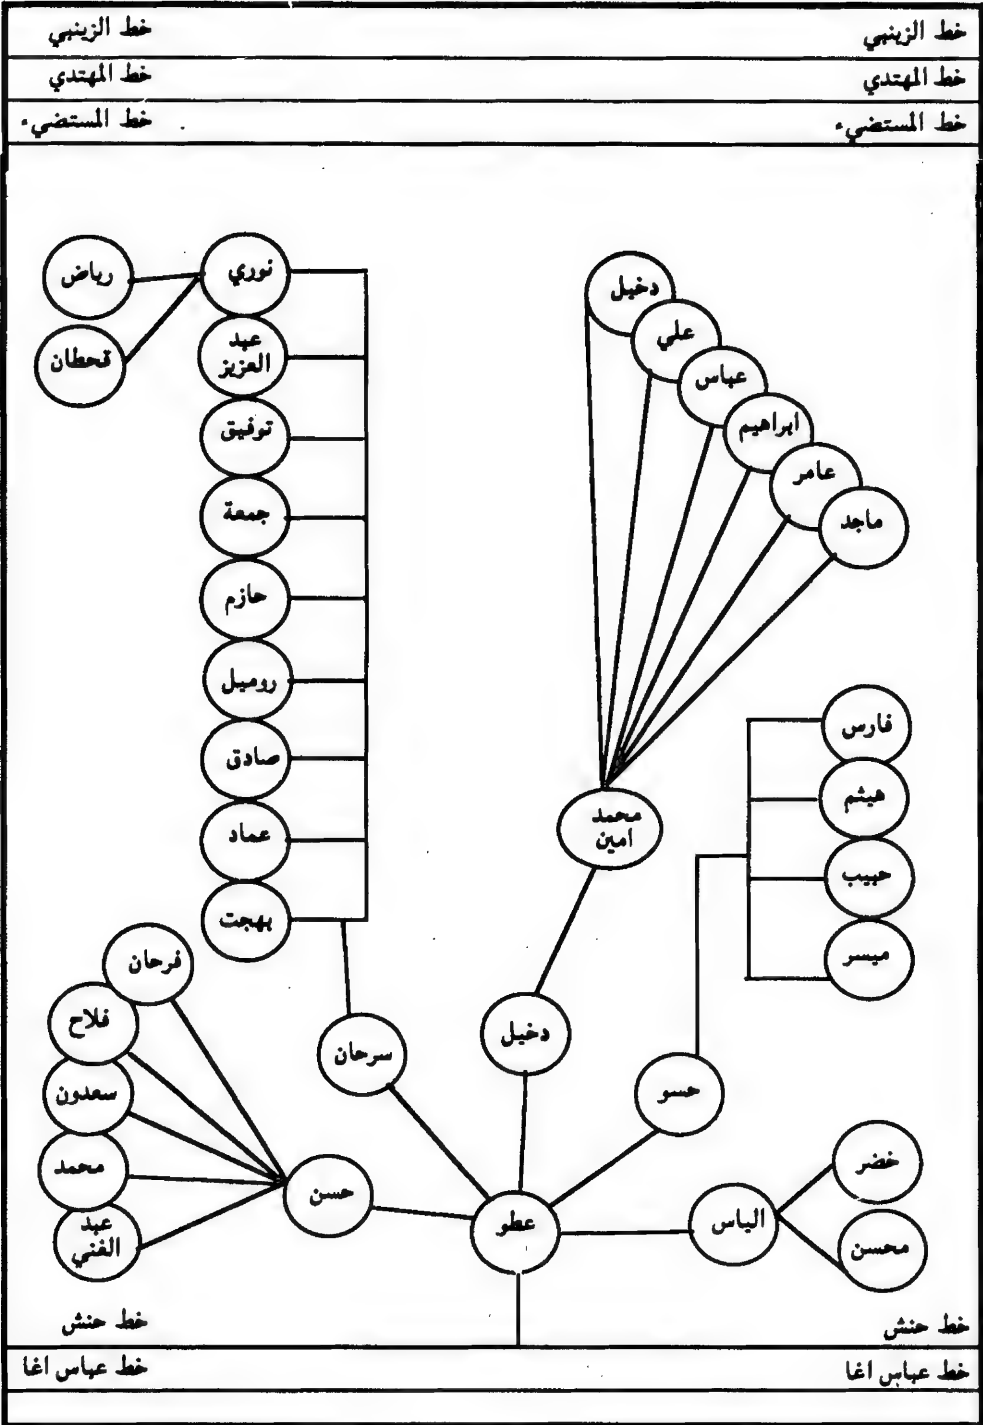 خط الزينبي
خط الزينبي
خط المهتدي
خط المهتدي
خط المستضيء
خط المستضيء
دخيل
علي
عباس
ابراهيم
عامر
ماجد
نوري
رياض
قحطان
عبد
العزيز
توفيق
جمعة
حازم
روميل
صادق
عماد
بهجت
محمد
امين
فارس
هيثم
حبيب
ميسر
دخيل
سرحان
حسو
فرحان
فلاح
سعدون
محمد
عبد
الغني
حسن
عطو
الياس
خضر
محسن
خط حنش
خط حنش
خط عباس اغا
خط عباس اغا